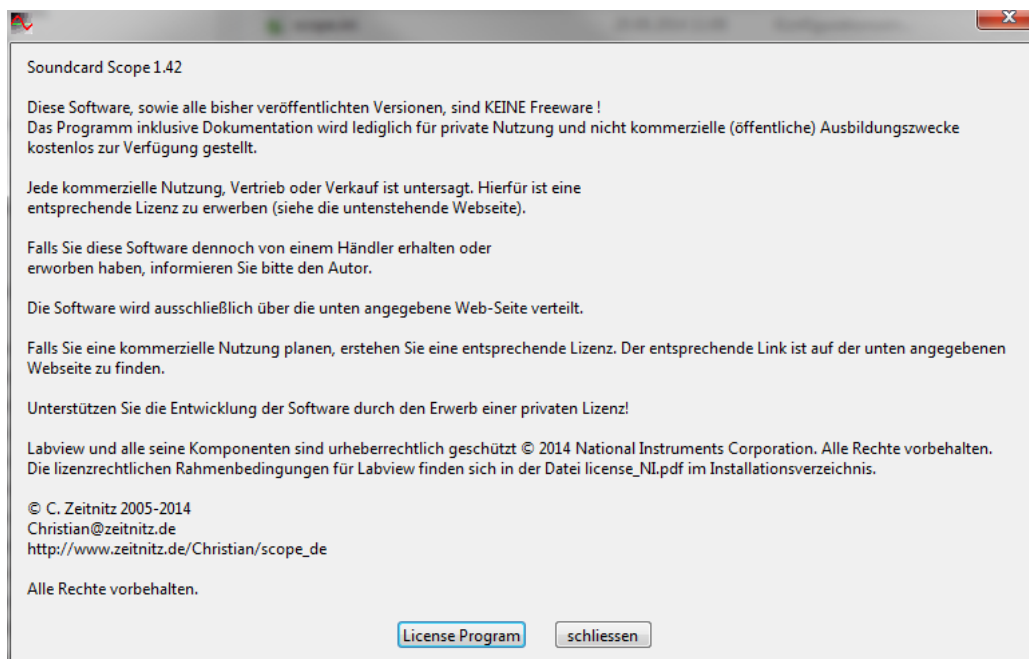 Soundcard Scope 1.42
Diese Software, sowie alle bisher veröffentlichten Versionen, sind KEINE Freeware !
Das Programm inklusive Dokumentation wird lediglich für private Nutzung und nicht kommerzielle (öffentliche) Ausbildungszwecke
kostenlos zur Verfügung gestellt.
Jede kommerzielle Nutzung, Vertrieb oder Verkauf ist untersagt. Hierfür ist eine
entsprechende Lizenz zu erwerben (siehe die untenstehende Webseite).
Falls Sie diese Software dennoch von einem Händler erhalten oder
erworben haben, informieren Sie bitte den Autor.
Die Software wird ausschließlich über die unten angegebene Web-Seite verteilt.
Falls Sie eine kommerzielle Nutzung planen, erstehen Sie eine entsprechende Lizenz. Der entsprechende Link ist auf der unten angegebenen
Webseite zu finden.
Unterstützen Sie die Entwicklung der Software durch den Erwerb einer privaten Lizenz!
Labview und alle seine Komponenten sind urheberrechtlich geschützt © 2014 National Instruments Corporation. Alle Rechte vorbehalten.
Die lizenzrechtlichen Rahmenbedingungen für Labview finden sich in der Datei license_NI.pdf im Installationsverzeichnis.
© C. Zeitnitz 2005-2014
Christian@zeitnitz.de
http://www.zeitnitz.de/Christian/scope_de
Alle Rechte vorbehalten.
License Program schliessen